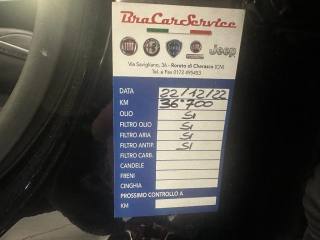 BraCarService
FIAT
Jeep
Via Savigliano, 36 - Roreto di Cherasco (CN)
Tel. e Fax 0172 495453
DATA 22/12/22
KM 36.700
OLIO SI
FILTRO OLIO SI
FILTRO ARIA SI
FILTRO ANTIP. SI
FILTRO CARB.
CANDELE
FRENI
CINGHIA
PROSSIMO CONTROLLO A
KM